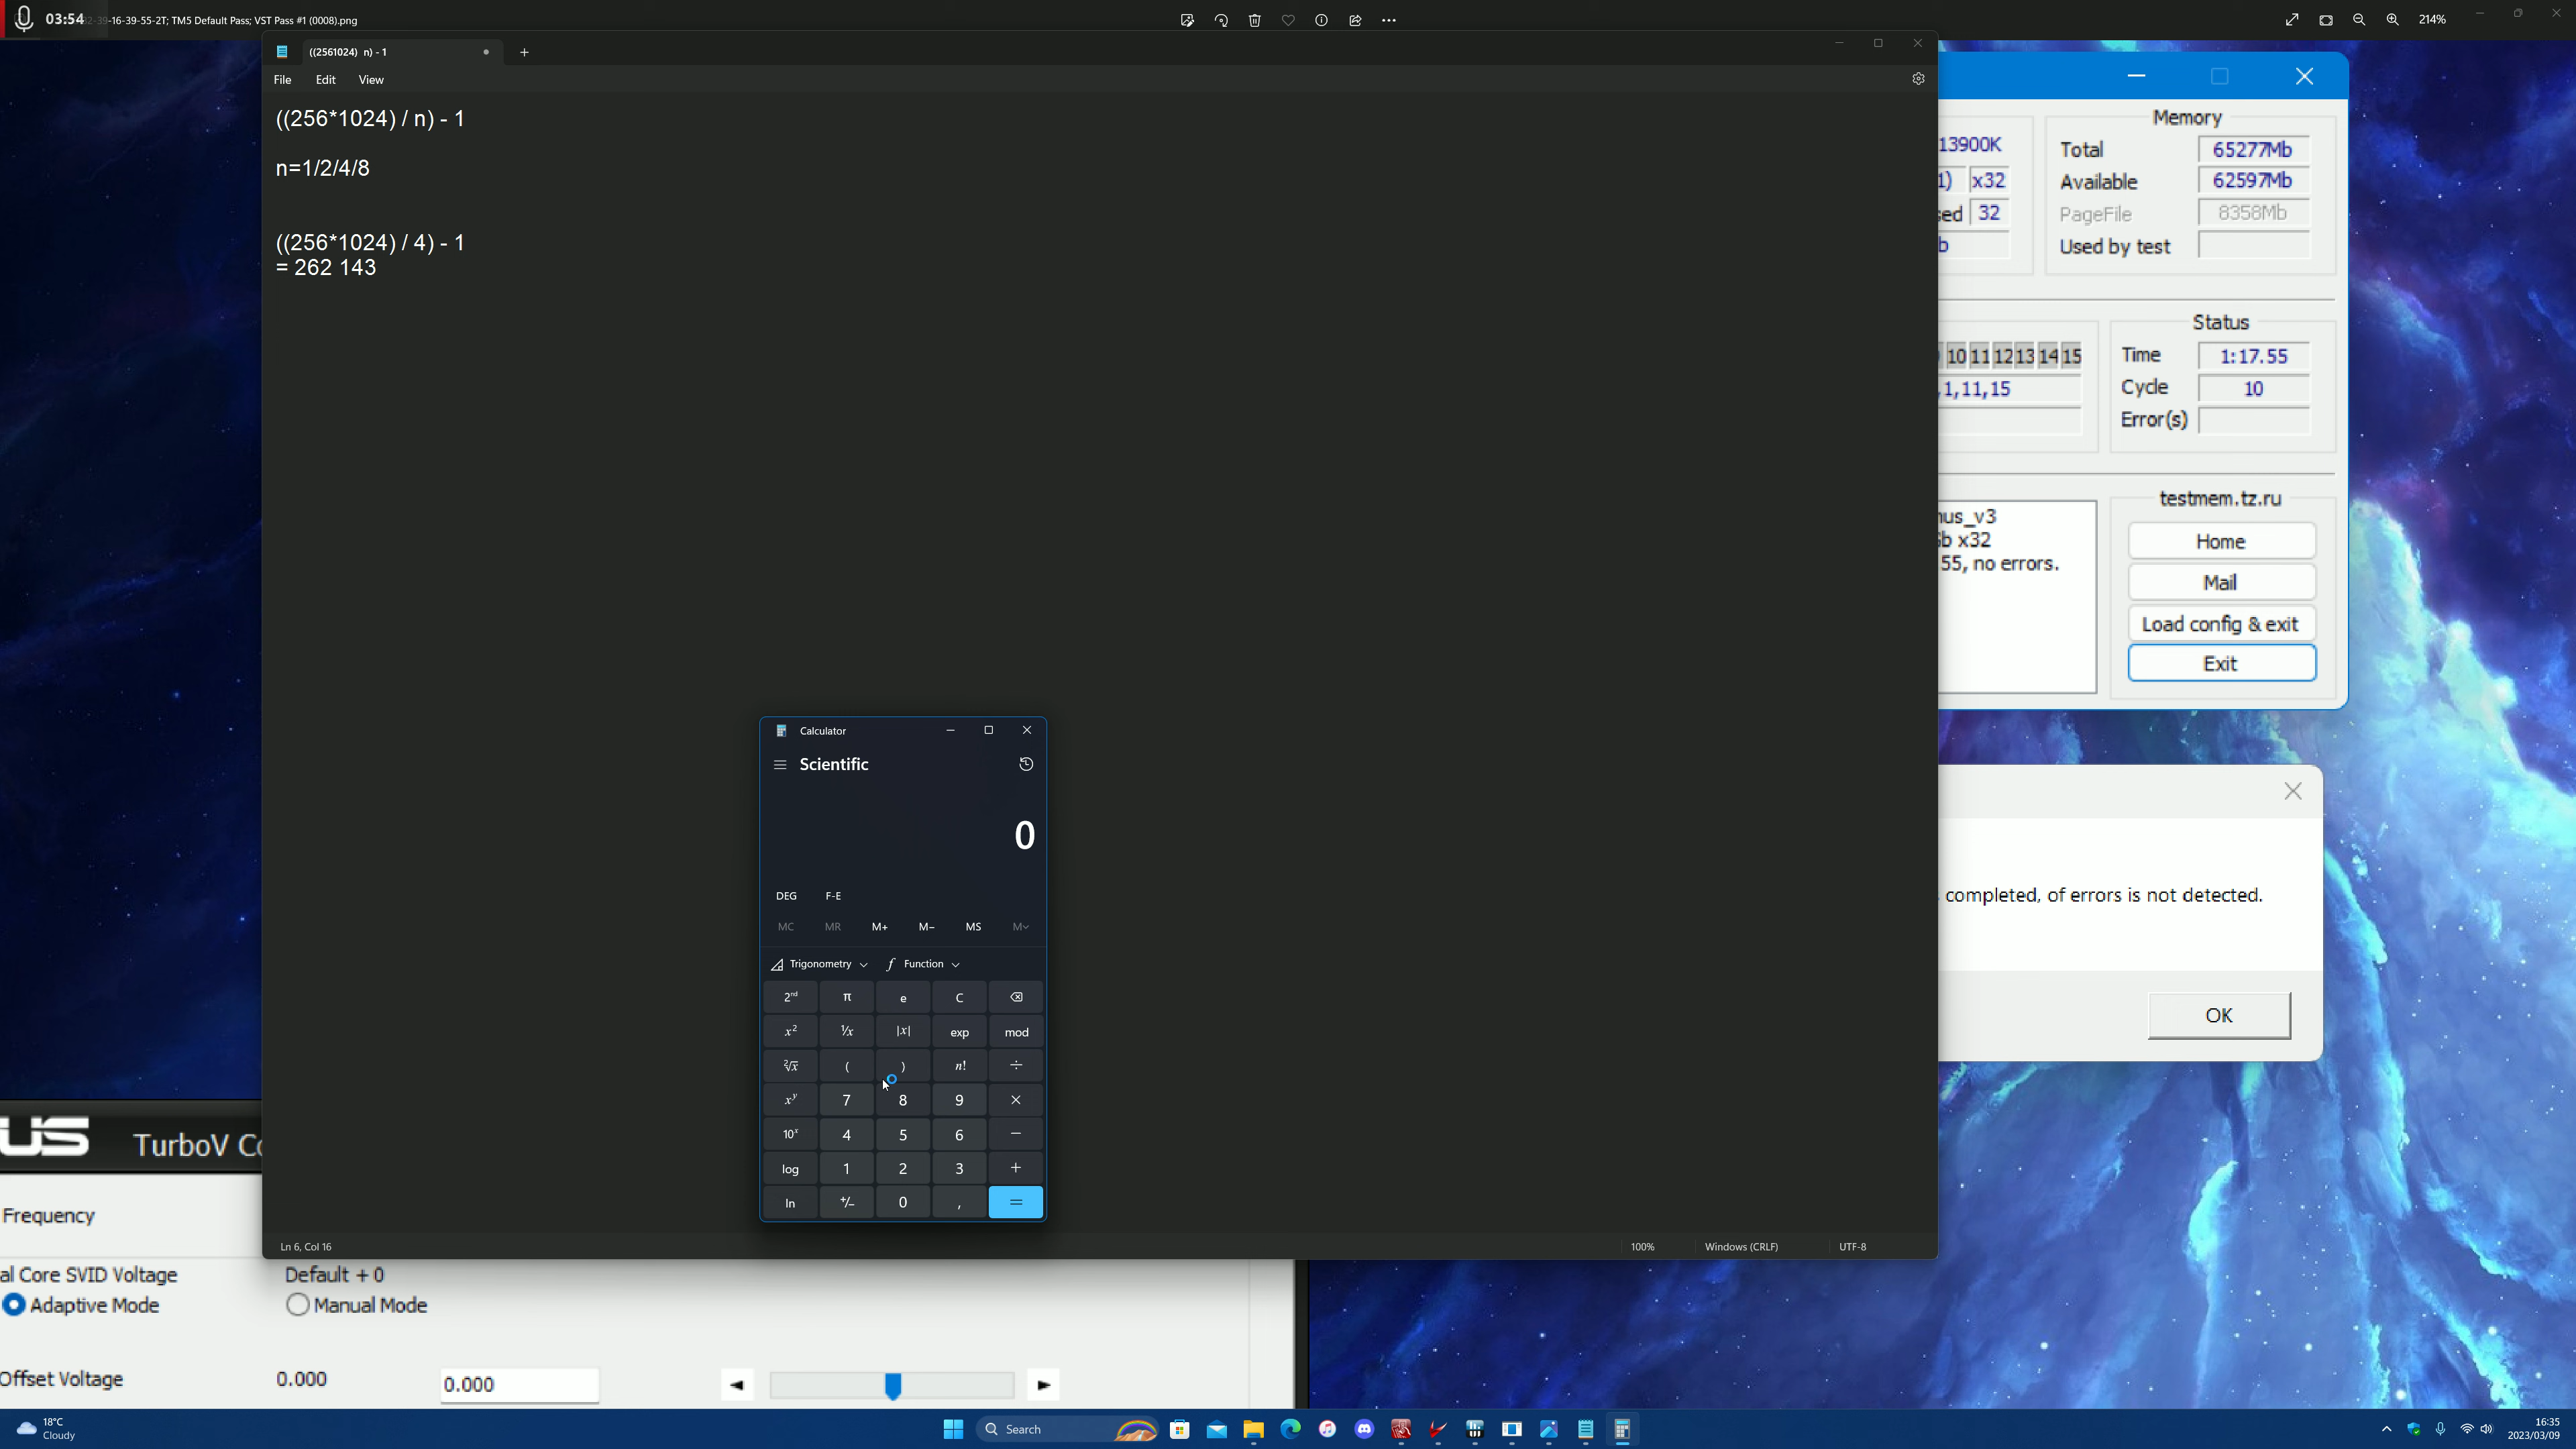 03:54
-39-16-39-55-2T; TM5 Default Pass; VST Pass #1 (0008).png
214%
((2561024) n) - 1
File Edit View
((256*1024) / n) - 1
n=1/2/4/8
((256*1024) / 4) - 1
= 262 143
Ln 6, Col 16
100%
Windows (CRLF)
UTF-8
Calculator
Scientific
0
DEG F-E
MC MR M+ M− MS M˅
Trigonometry Function
2ⁿᵈ π e C
x² ¹/x |x| exp mod
²√x ( ) n! ÷
xʸ 7 8 9 ×
10ˣ 4 5 6 −
log 1 2 3 +
ln +/− 0 , =
13900K
1) x32
sed 32
b
Memory
Total 65277Mb
Available 62597Mb
PageFile 8358Mb
Used by test
10 11 12 13 14 15
,1,11,15
Status
Time 1:17.55
Cycle 10
Error(s)
nus_v3
b x32
55, no errors.
testmem.tz.ru
Home
Mail
Load config & exit
Exit
completed, of errors is not detected.
OK
US TurboV Co
Frequency
al Core SVID Voltage Default +0
Adaptive Mode Manual Mode
Offset Voltage 0.000 0.000
18°C
Cloudy
Search
16:35
2023/03/09